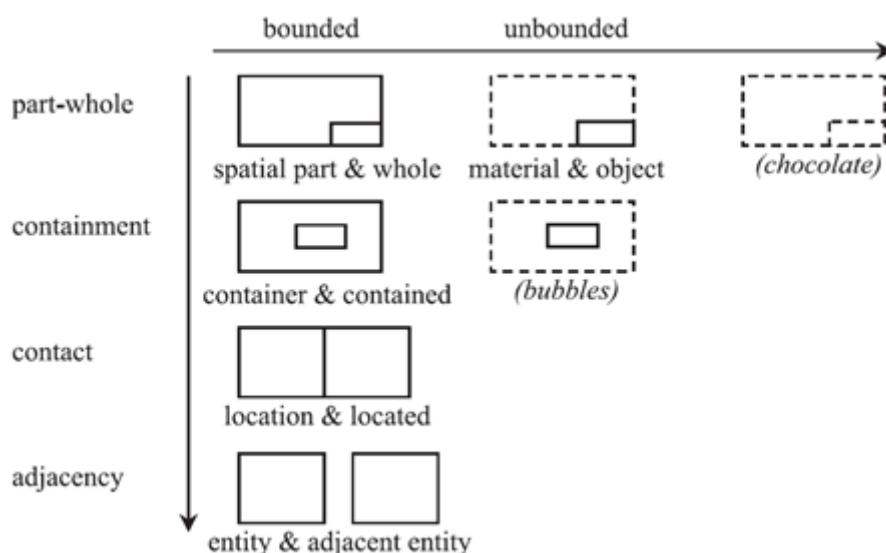 bounded unbounded
part-whole
spatial part & whole material & object (chocolate)
containment
container & contained (bubbles)
contact
location & located
adjacency
entity & adjacent entity